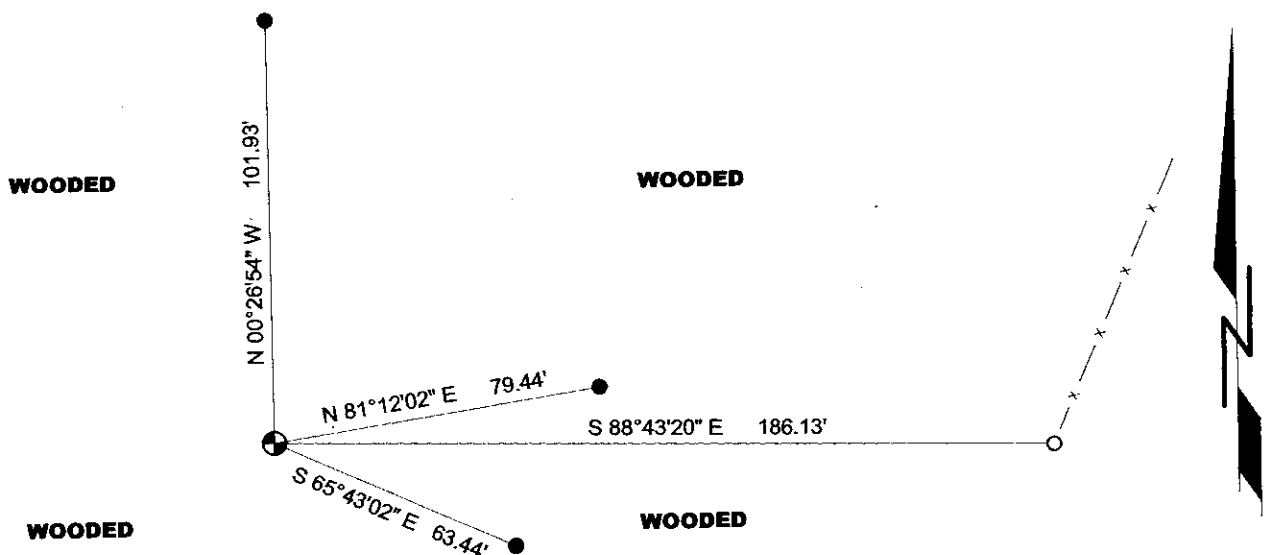 WOODED
WOODED
N 00°26'54" W 101.93'
N 81°12'02" E 79.44'
S 88°43'20" E 186.13'
S 65°43'02" E 63.44'
WOODED
WOODED
N